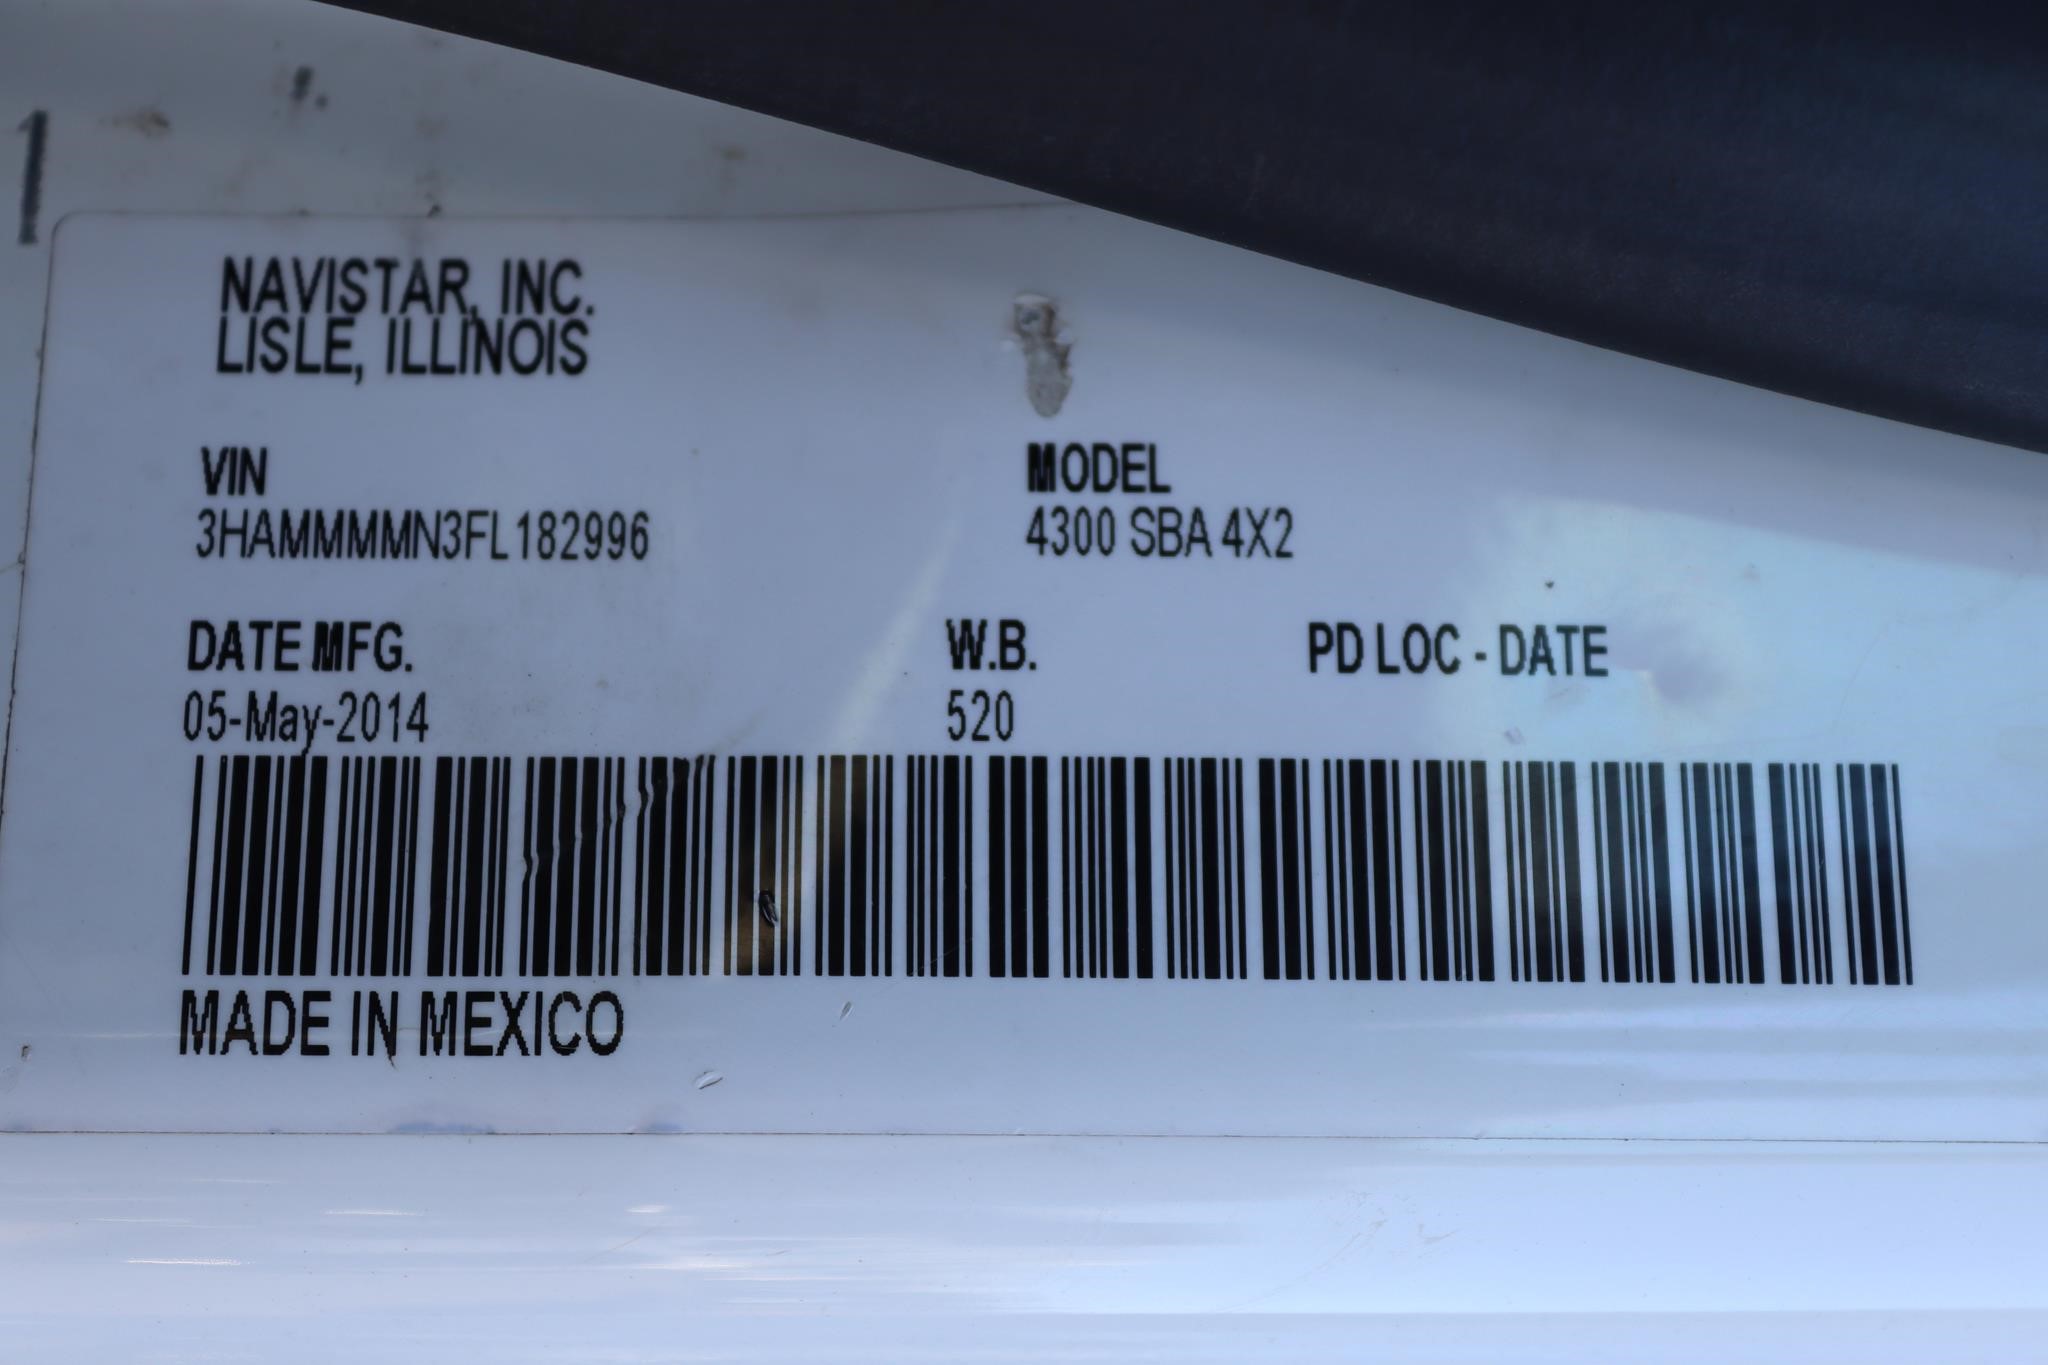 1
NAVISTAR, INC.
LISLE, ILLINOIS
VIN
3HAMMMMN3FL182996
MODEL
4300 SBA 4X2
DATE MFG.
05-May-2014
W.B.
520
PD LOC - DATE
MADE IN MEXICO